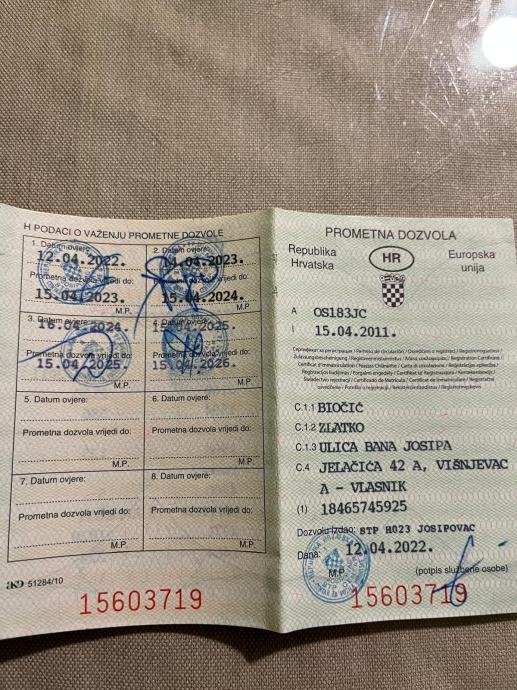 H PODACI O VAŽENJU PROMETNE DOZVOLE
1. Datum ovjere:
12.04.2022.
Prometna dozvola vrijedi do:
15.04.2023.
M.P.
2. Datum ovjere:
14.04.2023.
Prometna dozvola vrijedi do:
15.04.2024.
M.P.
3. Datum ovjere:
16.04.2024.
Prometna dozvola vrijedi do:
15.04.2025.
M.P.
4. Datum ovjere:
.04.2025.
Prometna dozvola vrijedi do:
15.04.2026.
M.P.
5. Datum ovjere:
Prometna dozvola vrijedi do:
M.P.
6. Datum ovjere:
Prometna dozvola vrijedi do:
7. Datum ovjere:
Prometna dozvola vrijedi do:
M.P.
8. Datum ovjere:
Prometna dozvola vrijedi do:
M.P.
AKD 51284/10
15603719
PROMETNA DOZVOLA
Republika Hrvatska
HR
Europska unija
A OS183JC
I 15.04.2011.
C.1.1 BIOČIĆ
C.1.2 ZLATKO
C.1.3 ULICA BANA JOSIPA
C.4 JELAČIĆA 42 A, VIŠNJEVAC
A - VLASNIK
(1) 18465745925
Dozvolu izdao: STP H023 JOSIPOVAC
Dana: 12.04.2022.
M.P. (potpis službene osobe)
15603719